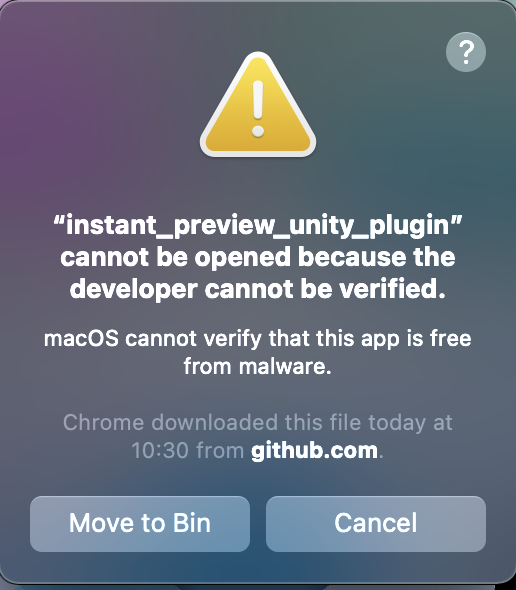 ?
“instant_preview_unity_plugin”
cannot be opened because the
developer cannot be verified.
macOS cannot verify that this app is free
from malware.
Chrome downloaded this file today at
10:30 from github.com.
Move to Bin
Cancel